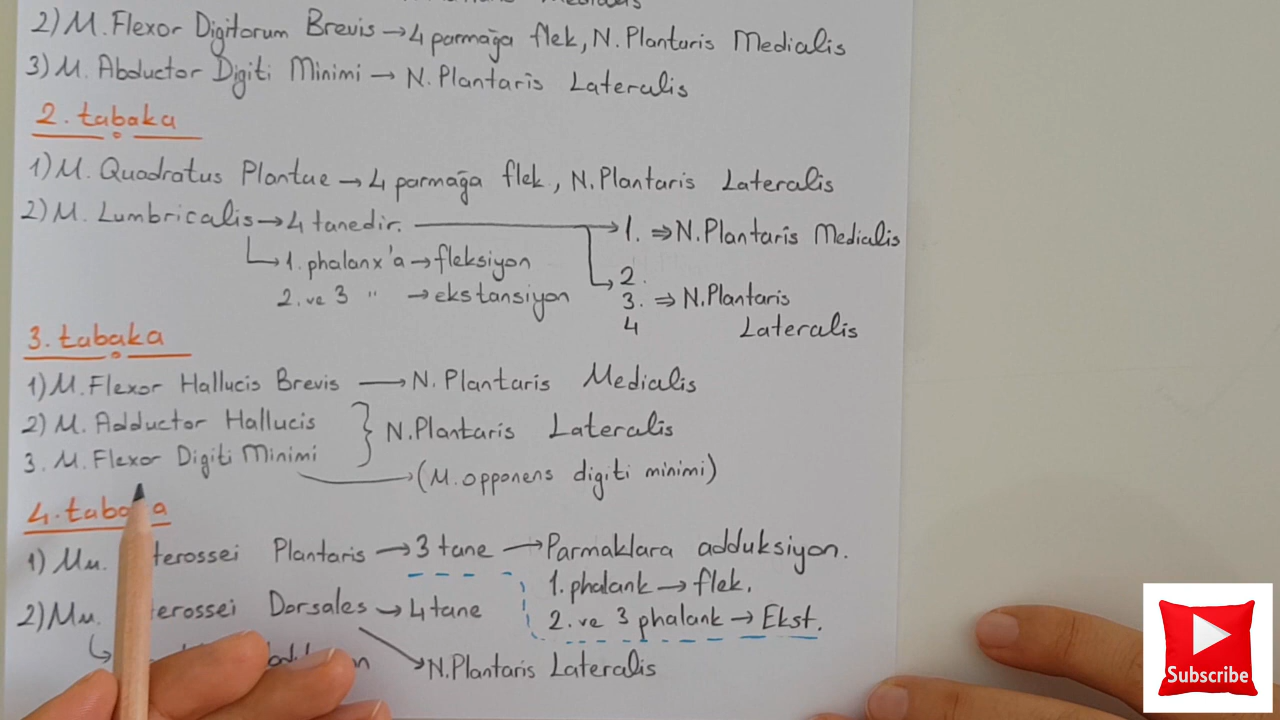 2) M. Flexor Digitorum Brevis → 4 parmağa flek, N. Plantaris Medialis
3) M. Abductor Digiti Minimi → N. Plantaris Lateralis
2. tabaka
1) M. Quadratus Plantae → 4 parmağa flek, N. Plantaris Lateralis
2) M. Lumbricalis → 4 tanedir. → 1. ⇒ N. Plantaris Medialis
1. phalanx'a → fleksiyon
2. ve 3 " → ekstansiyon
2.
3. ⇒ N. Plantaris
4 Lateralis
3. tabaka
1) M. Flexor Hallucis Brevis → N. Plantaris Medialis
2) M. Adductor Hallucis
3. M. Flexor Digiti Minimi
} N. Plantaris Lateralis
→ (M. opponens digiti minimi)
4. tabaka
1) Mm. terossei Plantaris → 3 tane → Parmaklara adduksiyon.
1. phalank → flek.
2. ve 3 phalank → Ekst.
2) Mm. terossei Dorsales → 4 tane
N. Plantaris Lateralis
Subscribe